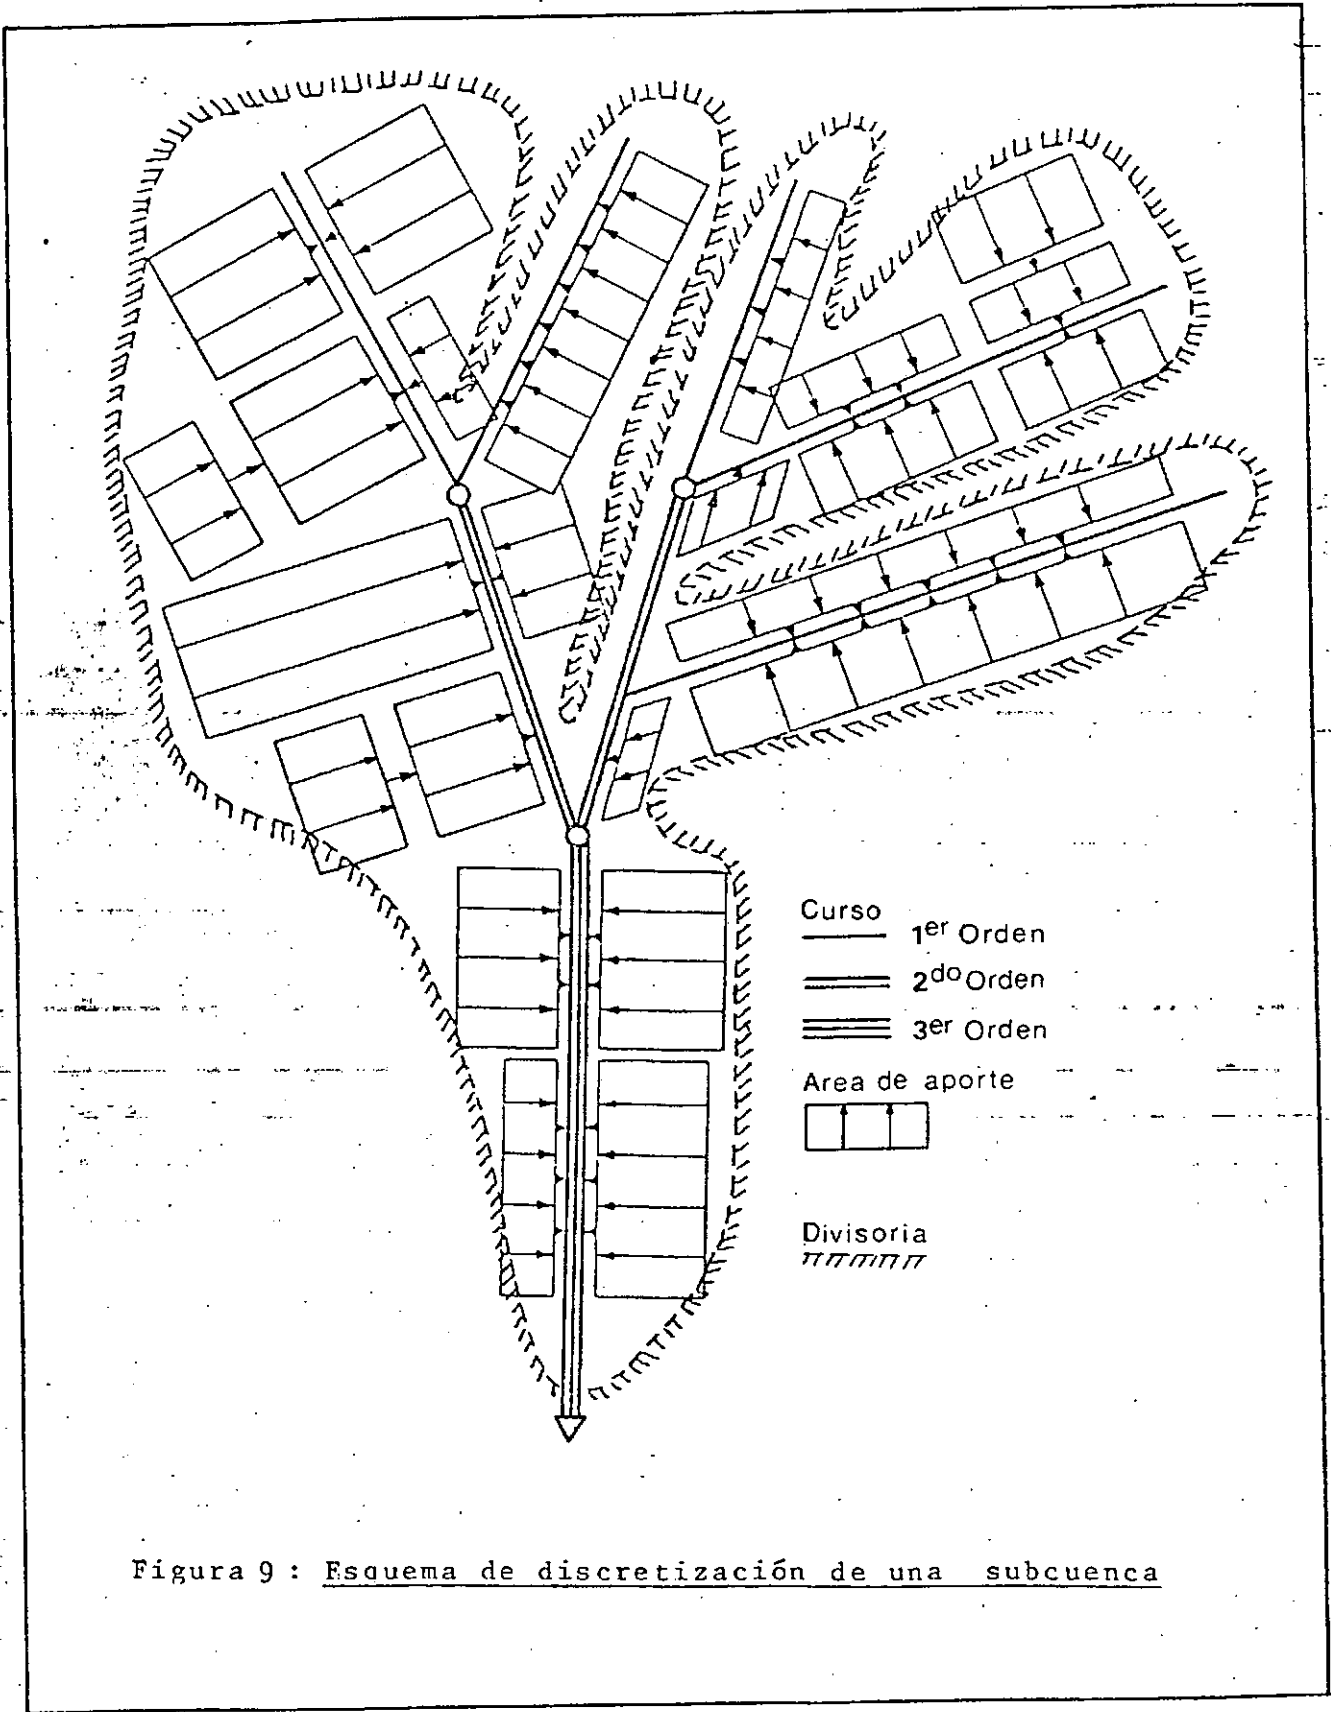 Curso
1er Orden
2do Orden
3er Orden
Area de aporte
Divisoria
Figura 9 : Esquema de discretización de una subcuenca